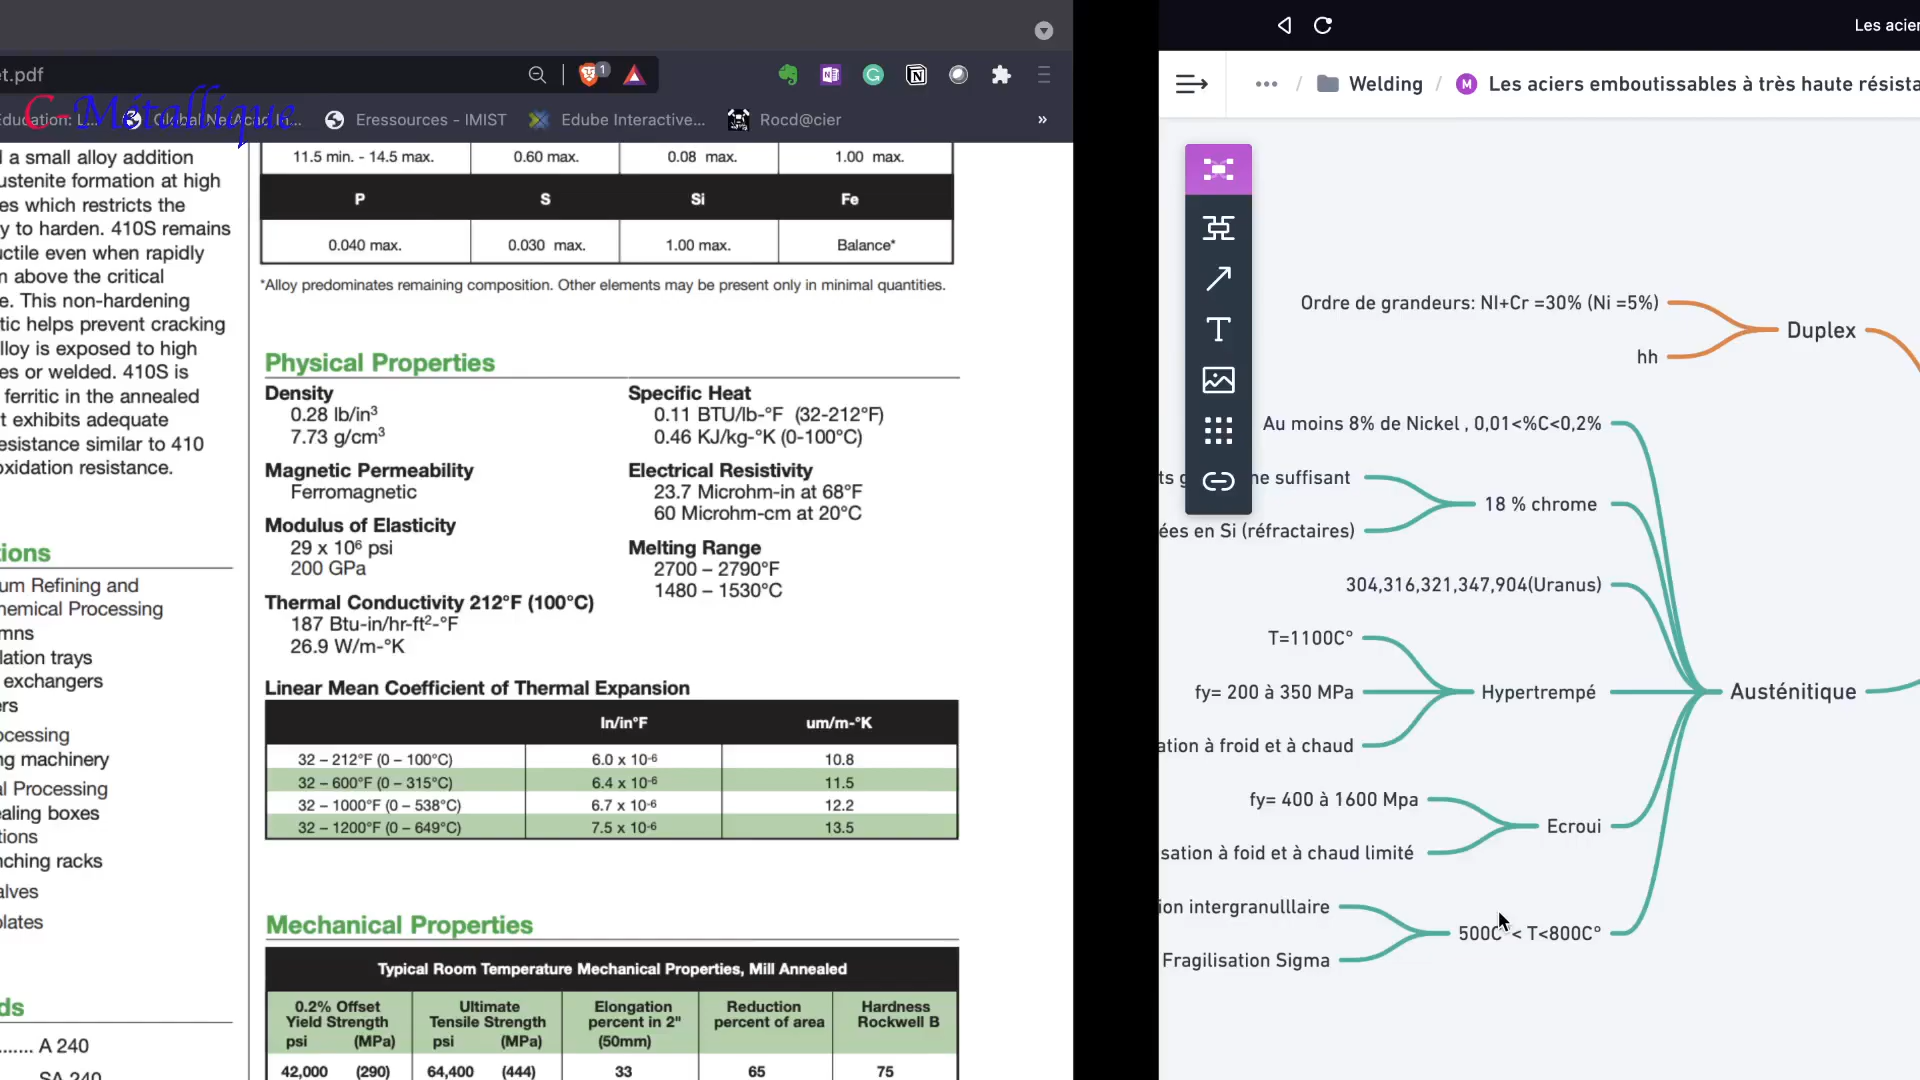 et.pdf
1
C-Métallique
Education: L...
Global NetAcad In...
Eressources - IMIST
Edube Interactive...
Rocd@cier
»
l a small alloy addition
ustenite formation at high
es which restricts the
y to harden. 410S remains
uctile even when rapidly
m above the critical
e. This non-hardening
tic helps prevent cracking
lloy is exposed to high
es or welded. 410S is
ferritic in the annealed
t exhibits adequate
esistance similar to 410
oxidation resistance.
tions
um Refining and
hemical Processing
mns
lation trays
exchangers
ers
ocessing
ng machinery
al Processing
ealing boxes
tions
nching racks
alves
plates
ds
....... A 240
SA 240
11.5 min. - 14.5 max. 0.60 max. 0.08 max. 1.00 max.
P S Si Fe
0.040 max. 0.030 max. 1.00 max. Balance*
*Alloy predominates remaining composition. Other elements may be present only in minimal quantities.
Physical Properties
Density
0.28 lb/in³
7.73 g/cm³
Magnetic Permeability
Ferromagnetic
Modulus of Elasticity
29 x 10⁶ psi
200 GPa
Thermal Conductivity 212°F (100°C)
187 Btu-in/hr-ft²-°F
26.9 W/m-°K
Specific Heat
0.11 BTU/lb-°F (32-212°F)
0.46 KJ/kg-°K (0-100°C)
Electrical Resistivity
23.7 Microhm-in at 68°F
60 Microhm-cm at 20°C
Melting Range
2700 – 2790°F
1480 – 1530°C
Linear Mean Coefficient of Thermal Expansion
In/in°F um/m-°K
32 – 212°F (0 – 100°C) 6.0 x 10⁻⁶ 10.8
32 – 600°F (0 – 315°C) 6.4 x 10⁻⁶ 11.5
32 – 1000°F (0 – 538°C) 6.7 x 10⁻⁶ 12.2
32 – 1200°F (0 – 649°C) 7.5 x 10⁻⁶ 13.5
Mechanical Properties
Typical Room Temperature Mechanical Properties, Mill Annealed
0.2% Offset Ultimate Elongation Reduction Hardness
Yield Strength Tensile Strength percent in 2" percent of area Rockwell B
psi (MPa) psi (MPa) (50mm)
42,000 (290) 64,400 (444) 33 65 75
Les acier
... / Welding / M Les aciers emboutissables à très haute résista
T
Ordre de grandeurs: NI+Cr =30% (Ni =5%)
hh
Duplex
Au moins 8% de Nickel , 0,01<%C<0,2%
ne suffisant
ées en Si (réfractaires)
18 % chrome
304,316,321,347,904(Uranus)
T=1100C°
fy= 200 à 350 MPa
ation à froid et à chaud
Hypertrempé
Austénitique
fy= 400 à 1600 Mpa
sation à foid et à chaud limité
Ecroui
ion intergranulllaire
Fragilisation Sigma
500C° < T<800C°